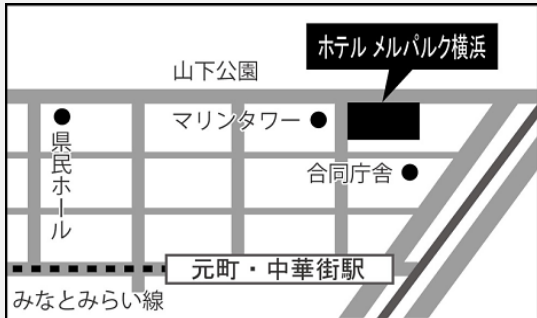 ホテル メルパルク横浜
山下公園
マリンタワー
県民ホール
合同庁舎
元町・中華街駅
みなとみらい線